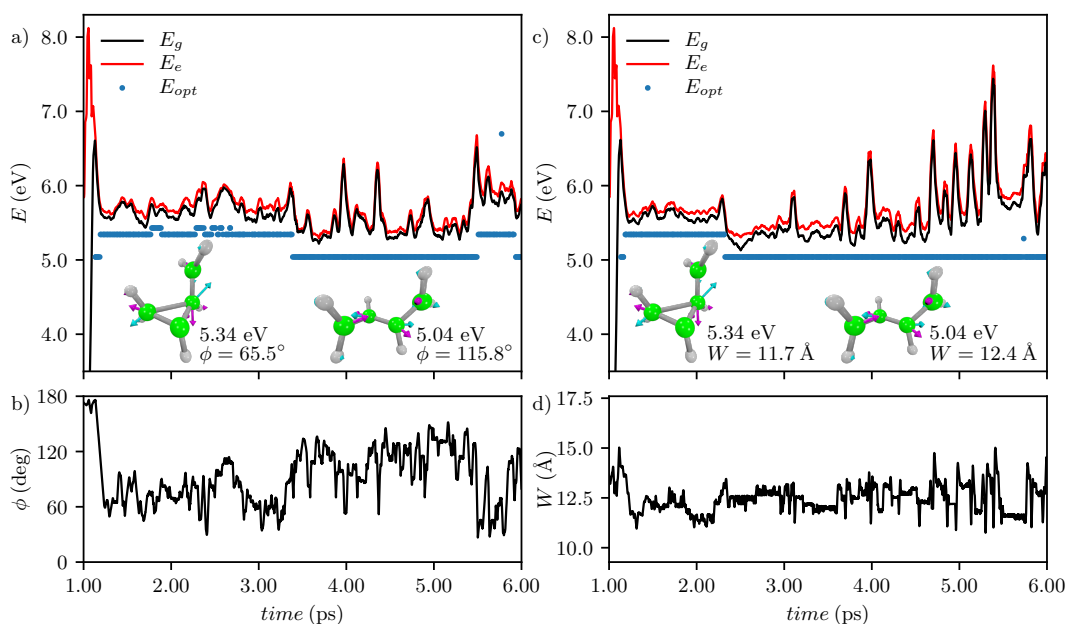 a)
8.0
7.0
6.0
5.0
4.0
E (eV)
E_g
E_e
E_opt
5.34 eV
ϕ = 65.5°
5.04 eV
ϕ = 115.8°
c)
8.0
7.0
6.0
5.0
4.0
E (eV)
E_g
E_e
E_opt
5.34 eV
W = 11.7 Å
5.04 eV
W = 12.4 Å
b)
180
120
60
0
ϕ (deg)
1.00 2.00 3.00 4.00 5.00 6.00
time (ps)
d)
17.5
15.0
12.5
10.0
W (Å)
1.00 2.00 3.00 4.00 5.00 6.00
time (ps)